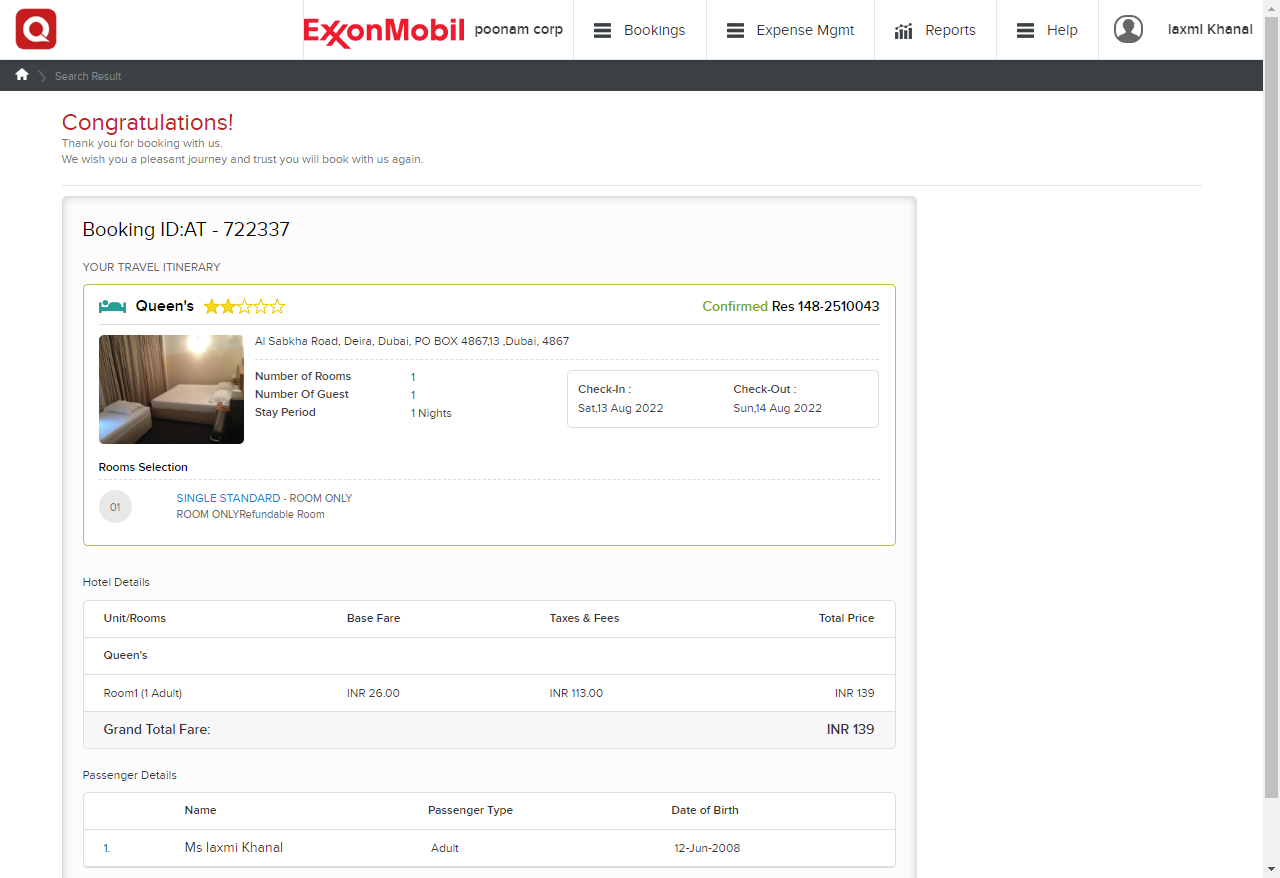 Q ExxonMobil poonam corp Bookings Expense Mgmt Reports Help laxmi Khanal
Search Result
Congratulations!
Thank you for booking with us.
We wish you a pleasant journey and trust you will book with us again.
Booking ID:AT - 722337
YOUR TRAVEL ITINERARY
Queen's Confirmed Res 148-2510043
Al Sabkha Road, Deira, Dubai, PO BOX 4867,13 ,Dubai, 4867
Number of Rooms 1
Number Of Guest 1
Stay Period 1 Nights
Check-In : Check-Out :
Sat,13 Aug 2022 Sun,14 Aug 2022
Rooms Selection
01 SINGLE STANDARD - ROOM ONLY
ROOM ONLYRefundable Room
Hotel Details
Unit/Rooms Base Fare Taxes & Fees Total Price
Queen's
Room1 (1 Adult) INR 26.00 INR 113.00 INR 139
Grand Total Fare: INR 139
Passenger Details
Name Passenger Type Date of Birth
1. Ms laxmi Khanal Adult 12-Jun-2008